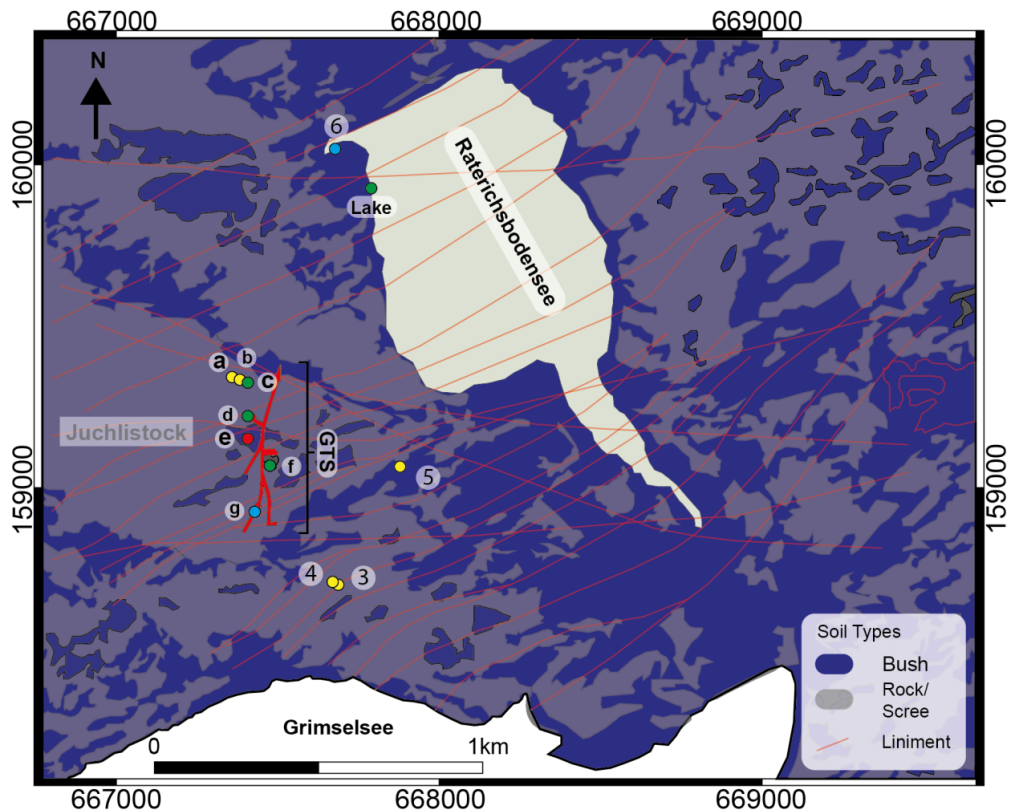 667000 668000 669000
N
160000
160000
6
Lake
Raterichsbodensee
a
b
c
d
Juchlistock
e
f
GTS
g
5
159000
159000
4
3
Soil Types
Bush
Rock/
Scree
Liniment
Grimselsee
0 1km
667000 668000 669000